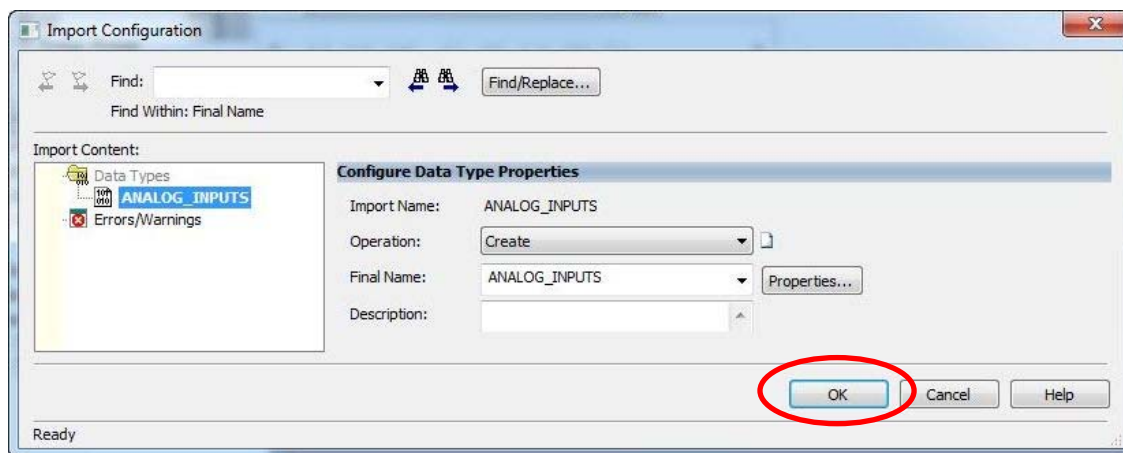 Import Configuration
Find:
Find/Replace...
Find Within: Final Name
Import Content:
Data Types
ANALOG_INPUTS
Errors/Warnings
Configure Data Type Properties
Import Name: ANALOG_INPUTS
Operation: Create
Final Name: ANALOG_INPUTS Properties...
Description:
OK Cancel Help
Ready